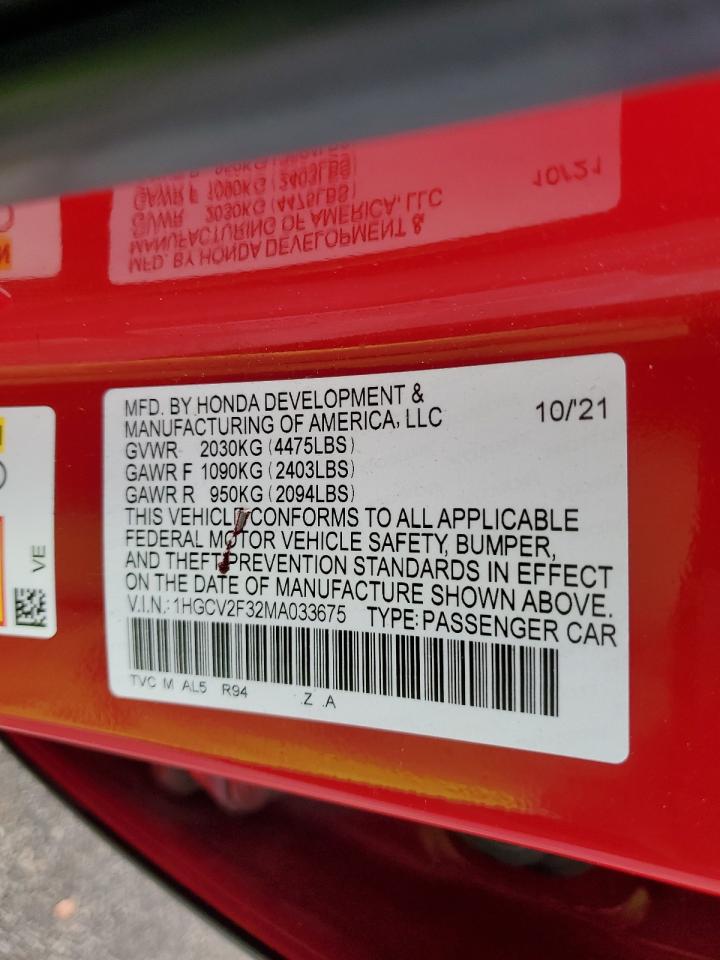 MFD. BY HONDA DEVELOPMENT &
MANUFACTURING OF AMERICA, LLC 10/'21
GVWR 2030KG (4475LBS)
GAWR F 1090KG (2403LBS)
GAWR R 950KG (2094LBS)
THIS VEHICLE CONFORMS TO ALL APPLICABLE
FEDERAL MOTOR VEHICLE SAFETY, BUMPER,
AND THEFT PREVENTION STANDARDS IN EFFECT
ON THE DATE OF MANUFACTURE SHOWN ABOVE.
V.I.N.: 1HGCV2F32MA033675 TYPE: PASSENGER CAR
TVC M AL5 R94 .Z .A
VE